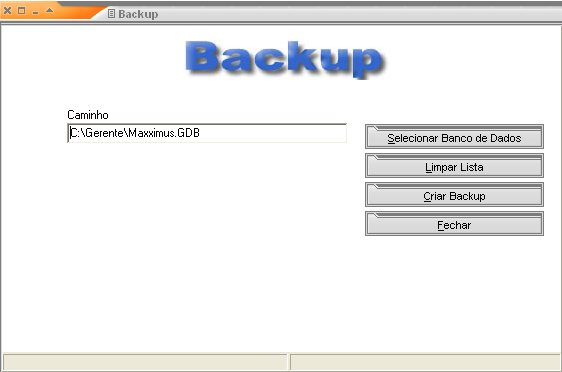 Backup
Backup
Caminho
C:\Gerente\Maxximus.GDB
Selecionar Banco de Dados
Limpar Lista
Criar Backup
Fechar